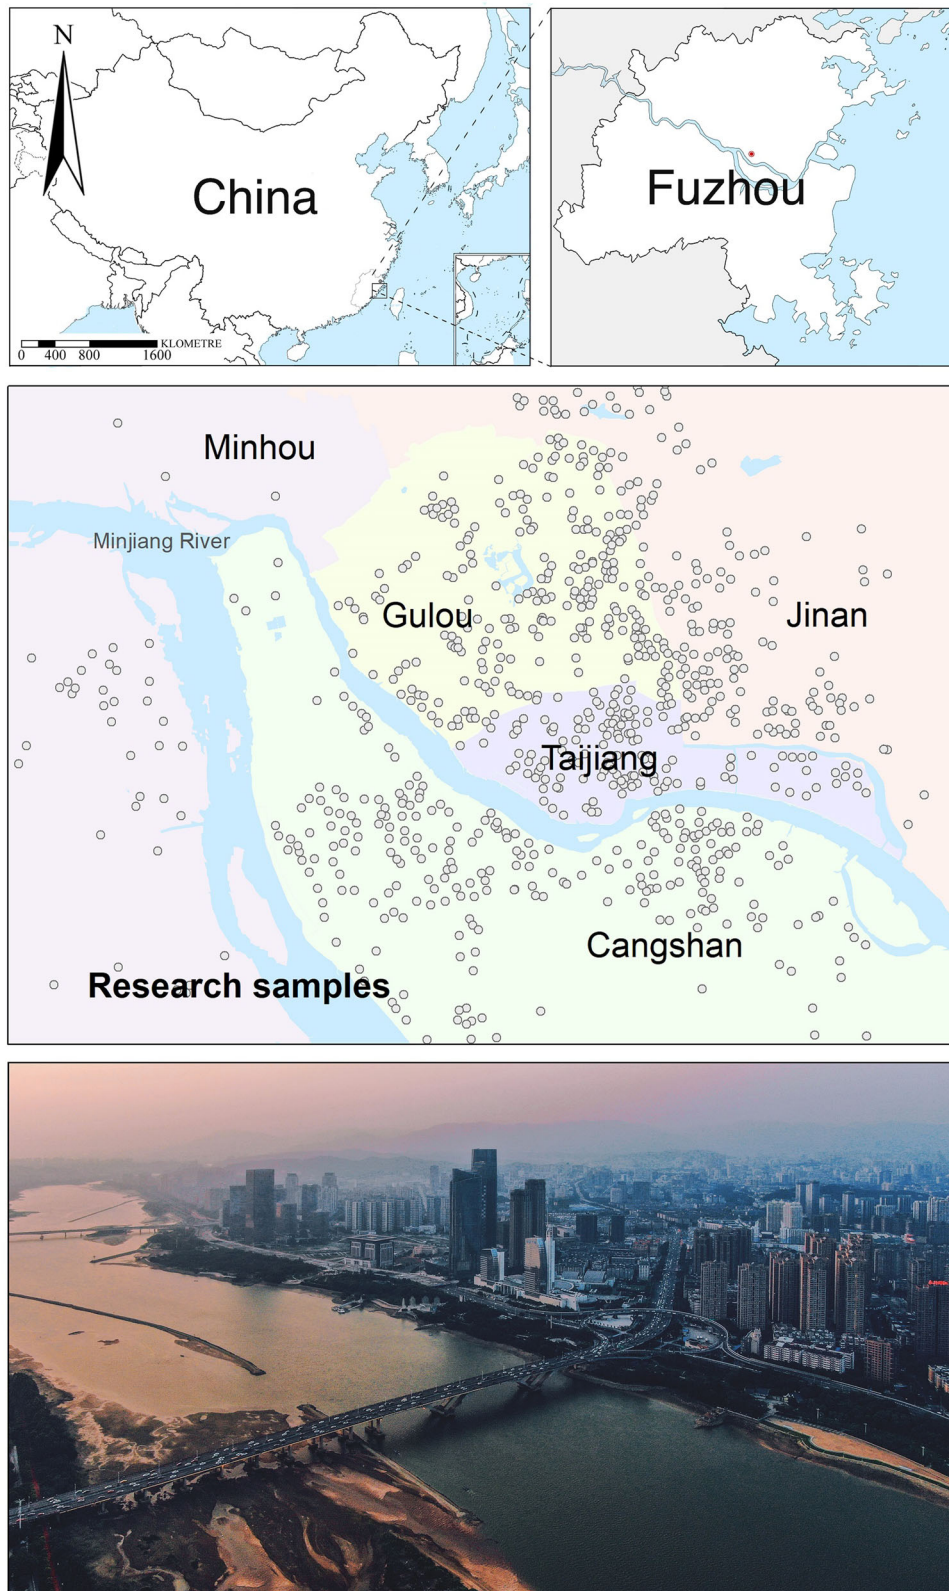 N
China
KLOMETRE
0 400 800 1600
Fuzhou
Minhou
Minjiang River
Gulou
Jinan
Taijiang
Cangshan
Research samples